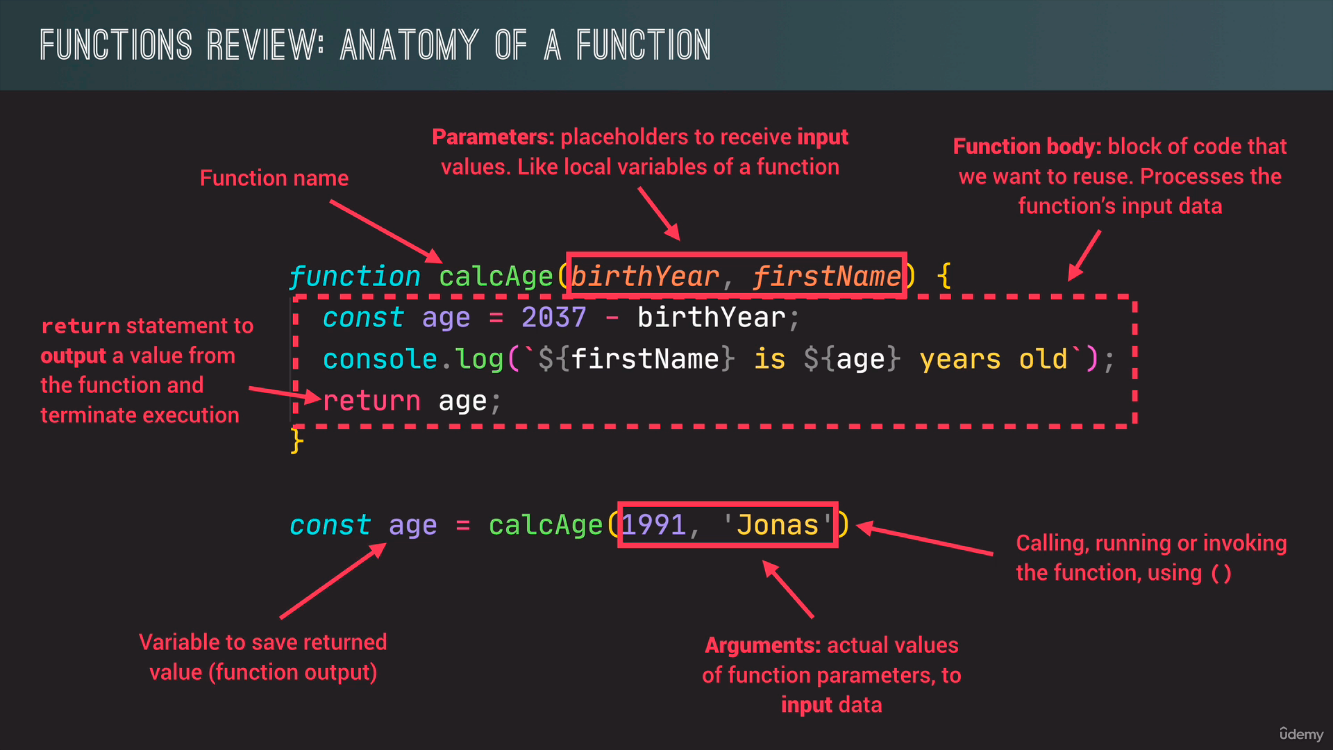 FUNCTIONS REVIEW: ANATOMY OF A FUNCTION
Parameters: placeholders to receive input
values. Like local variables of a function
Function name
Function body: block of code that
we want to reuse. Processes the
function’s input data
function calcAge(birthYear, firstName) {
const age = 2037 - birthYear;
console.log(`${firstName} is ${age} years old`);
return age;
}
return statement to
output a value from
the function and
terminate execution
const age = calcAge(1991, 'Jonas')
Calling, running or invoking
the function, using ()
Variable to save returned
value (function output)
Arguments: actual values
of function parameters, to
input data
ûdemy